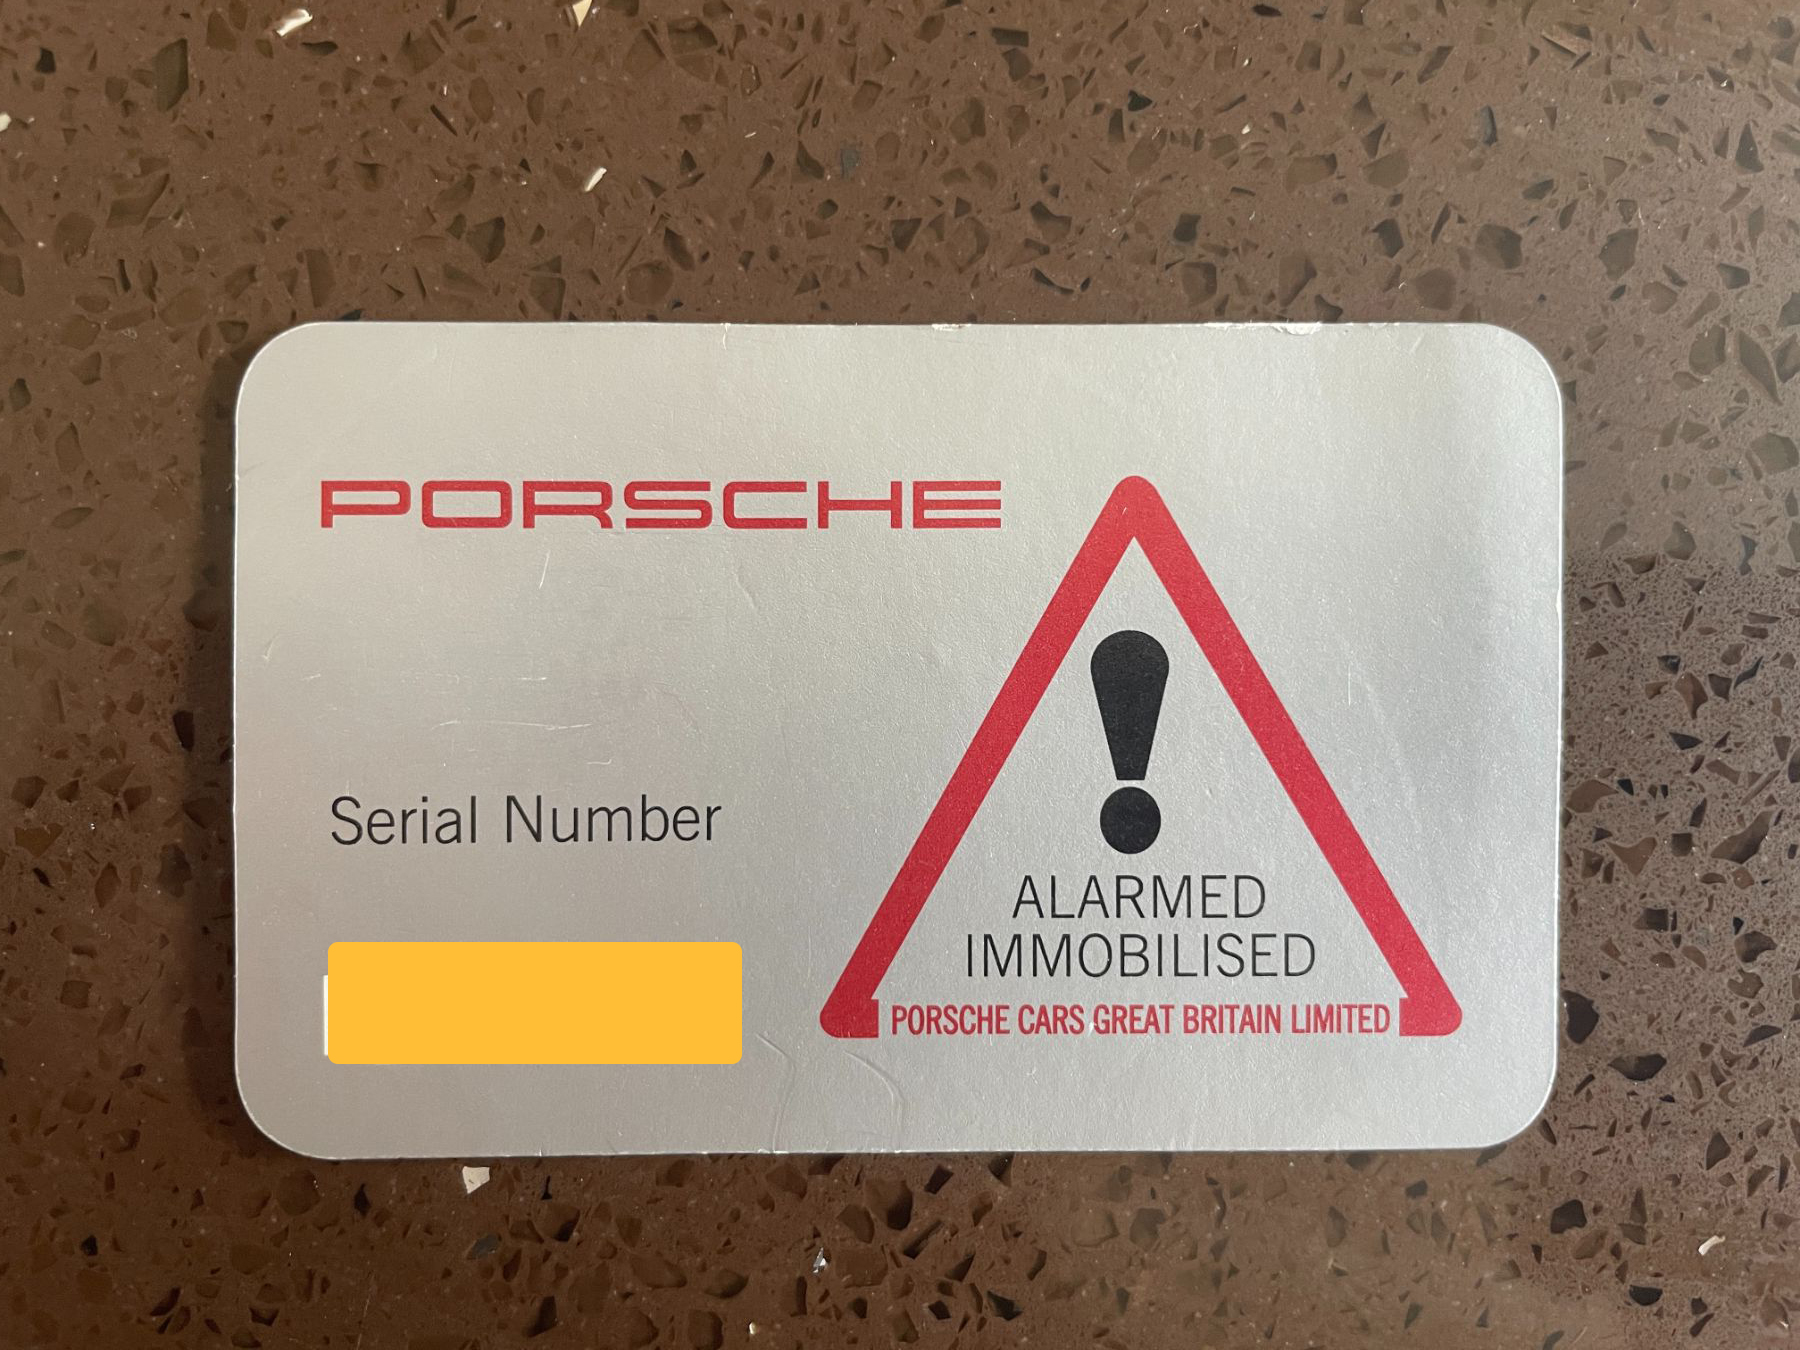 PORSCHE
Serial Number
!
ALARMED
IMMOBILISED
PORSCHE CARS GREAT BRITAIN LIMITED